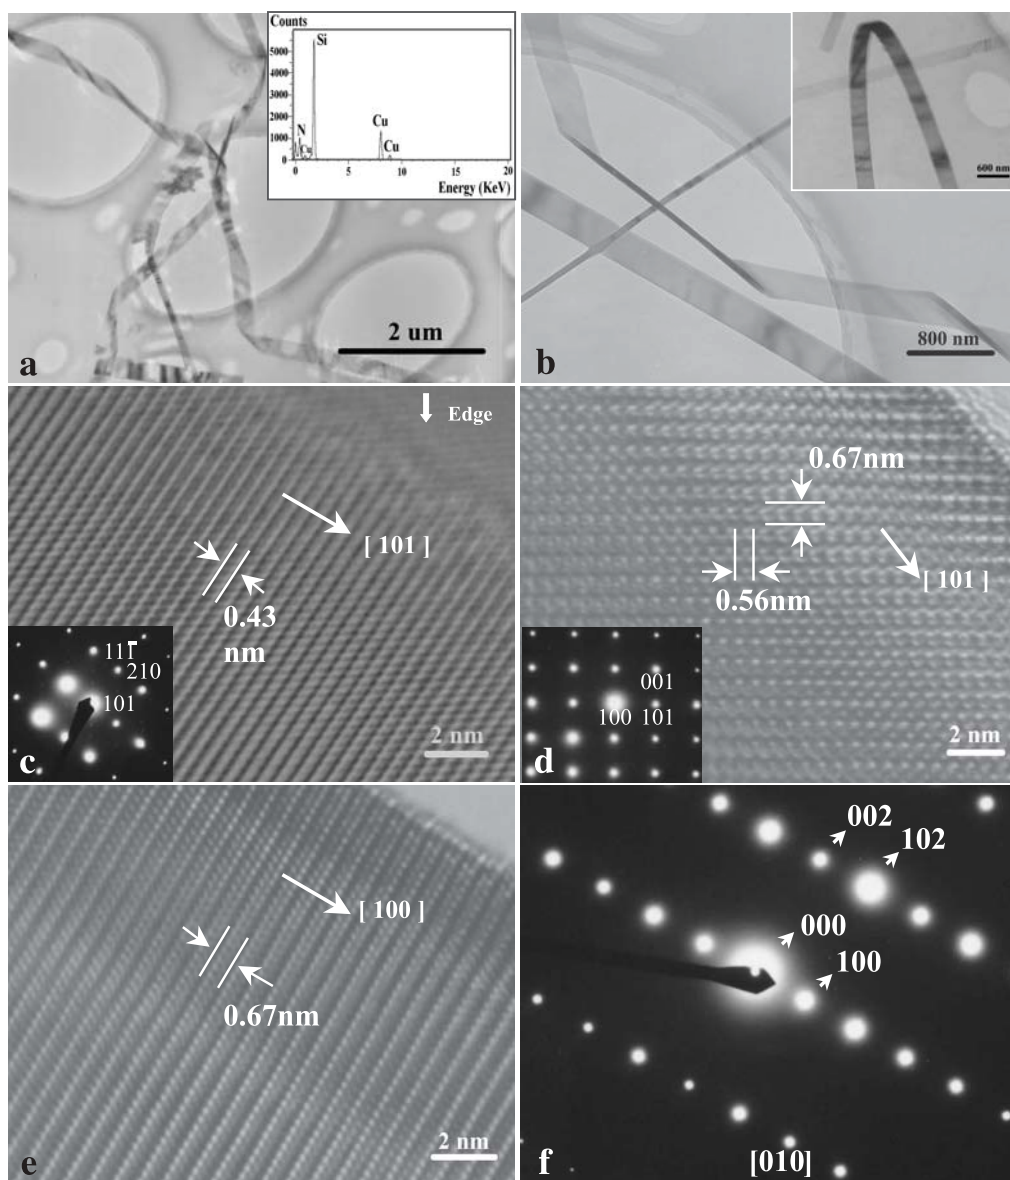 Counts
5000
4000
3000
2000
1000
0
Si
N
Cu
Cu
Cu
0 5 10 15 20
Energy (KeV)
2 um
a
600 nm
800 nm
b
Edge
[ 101 ]
0.43
nm
111̅
210
101
2 nm
c
0.67nm
[ 101 ]
0.56nm
001
100 101
2 nm
d
[ 100 ]
0.67nm
2 nm
e
002
102
000
100
[010]
f